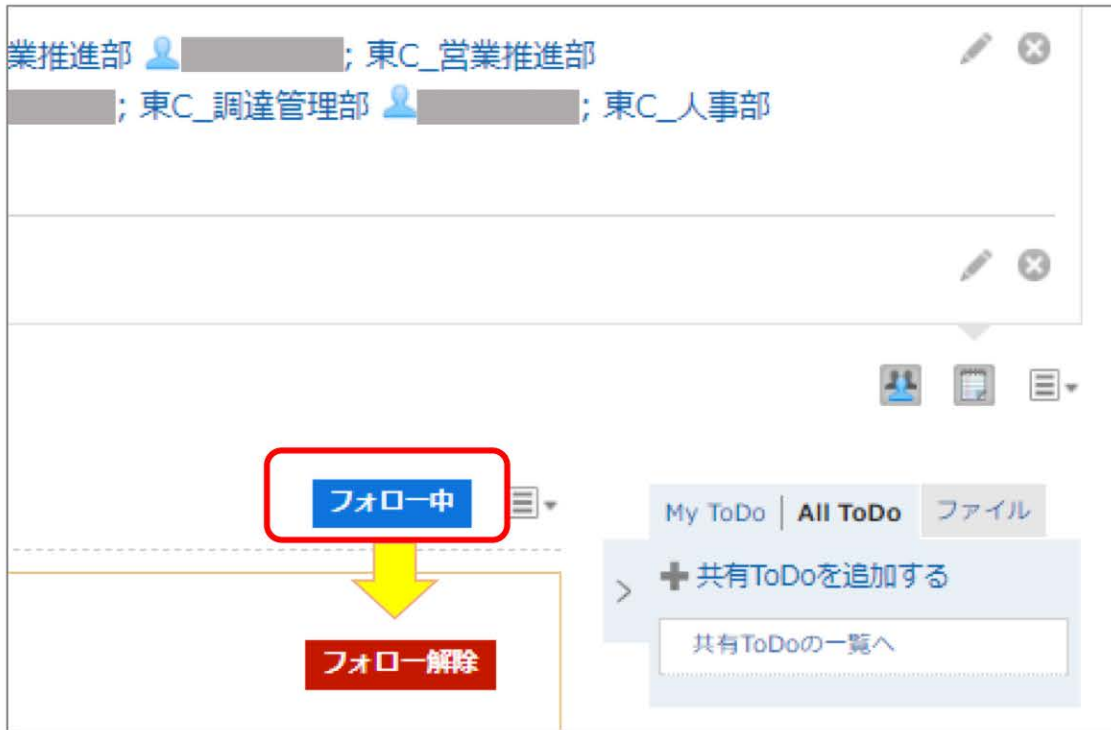 業推進部 ; 東C_営業推進部
; 東C_調達管理部 ; 東C_人事部
フォロー中
My ToDo | All ToDo ファイル
共有ToDoを追加する
共有ToDoの一覧へ
フォロー解除